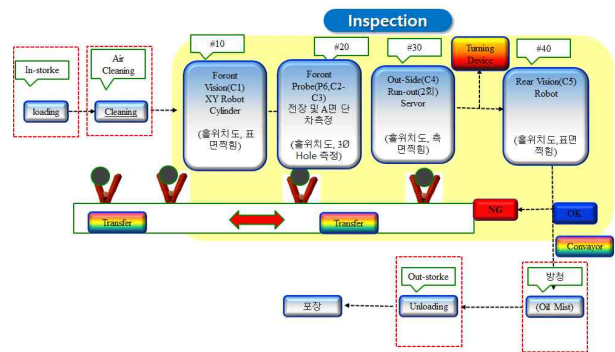 Inspection
In-storke
loading
Air
Cleaning
Cleaning
#10
Foront
Vision(C1)
XY Robot
Cylinder
(홀위치도, 표
면찍힘)
#20
Foront
Probe(P6,C2-
C3)
전장 및 A면 단
차측정
(홀위치도, 3Ø
Hole 측정)
#30
Out-Side(C4)
Run-out(2회)
Servor
(홀위치도, 측
면찍힘)
Turning
Device
#40
Rear Vision(C5)
Robot
(홀위치도,표면
찍힘)
Transfer
Transfer
NG
OK
Convayor
방청
(Oil Mist)
Out-storke
Unloading
포장